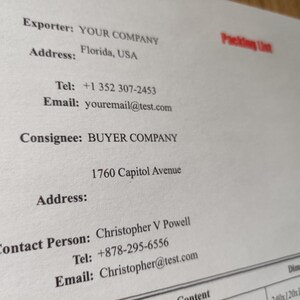 Packing List
Exporter: YOUR COMPANY
Address: Florida, USA
Tel: +1 352 307-2453
Email: youremail@test.com
Consignee: BUYER COMPANY
1760 Capitol Avenue
Address:
Contact Person: Christopher V Powell
Tel: +878-295-6556
Email: Christopher@test.com
Content